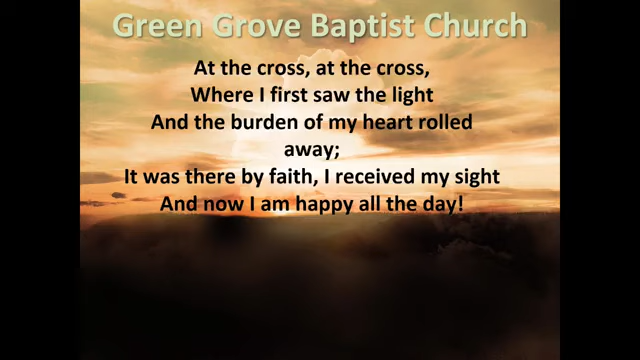 Green Grove Baptist Church
At the cross, at the cross,
Where I first saw the light
And the burden of my heart rolled
away;
It was there by faith, I received my sight
And now I am happy all the day!